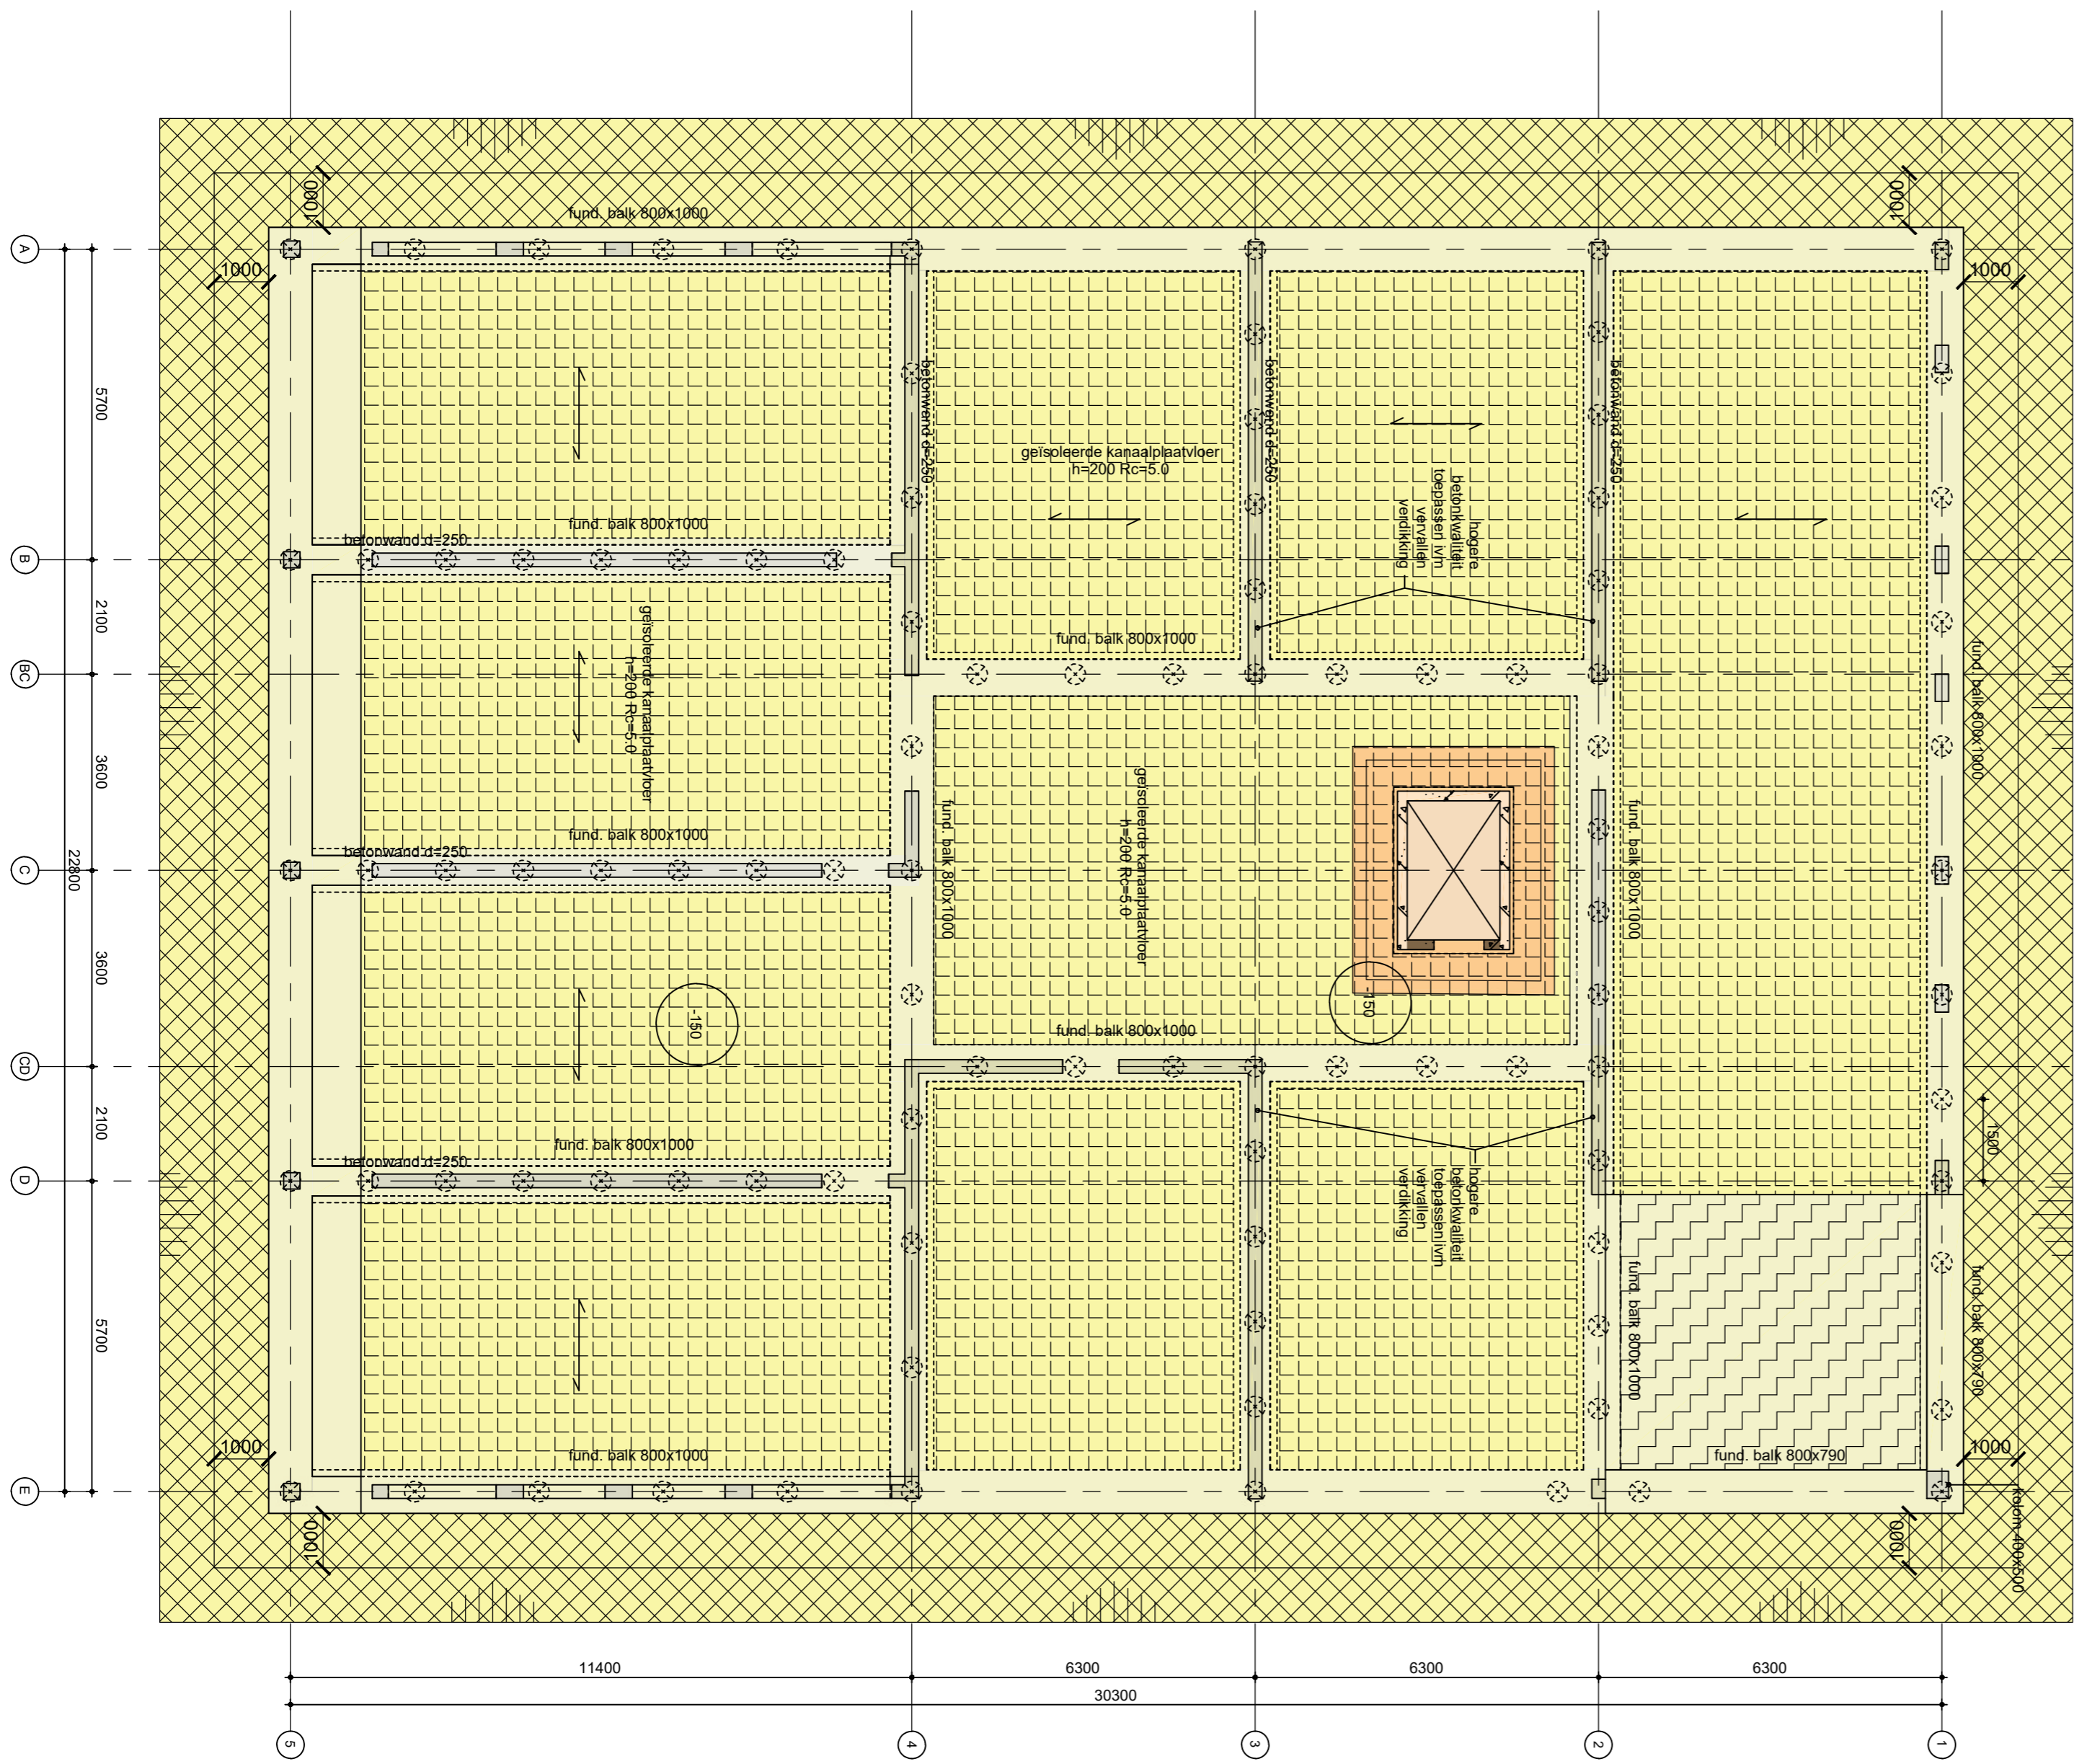 1000
1000
fund. balk 800x1000
A
1000
1000
5700
betonwand d=250
betonwand d=250
betonwand d=250
geïsoleerde kanaalplaatvloer
h=200 Rc=5.0
hogere
betonkwaliteit
toepassen ivm
vervallen
verdikking
fund. balk 800x1000
betonwand d=250
B
2100
geïsoleerde kanaalplaatvloer
h=200 Rc=5.0
fund. balk 800x1000
fund. balk 800x1000
BC
3600
geïsoleerde kanaalplaatvloer
h=200 Rc=5.0
fund. balk 800x1000
fund. balk 800x1000
fund. balk 800x1000
betonwand d=250
22800
C
3600
-150
-150
fund. balk 800x1000
CD
2100
1500
fund. balk 800x1000
betonwand d=250
hogere
betonkwaliteit
toepassen ivm
vervallen
verdikking
D
5700
fund. balk 800x1000
fund. balk 800x790
1000
fund. balk 800x1000
fund. balk 800x790
1000
E
kolom 400x500
1000
1000
11400
6300
6300
6300
30300
5
4
3
2
1